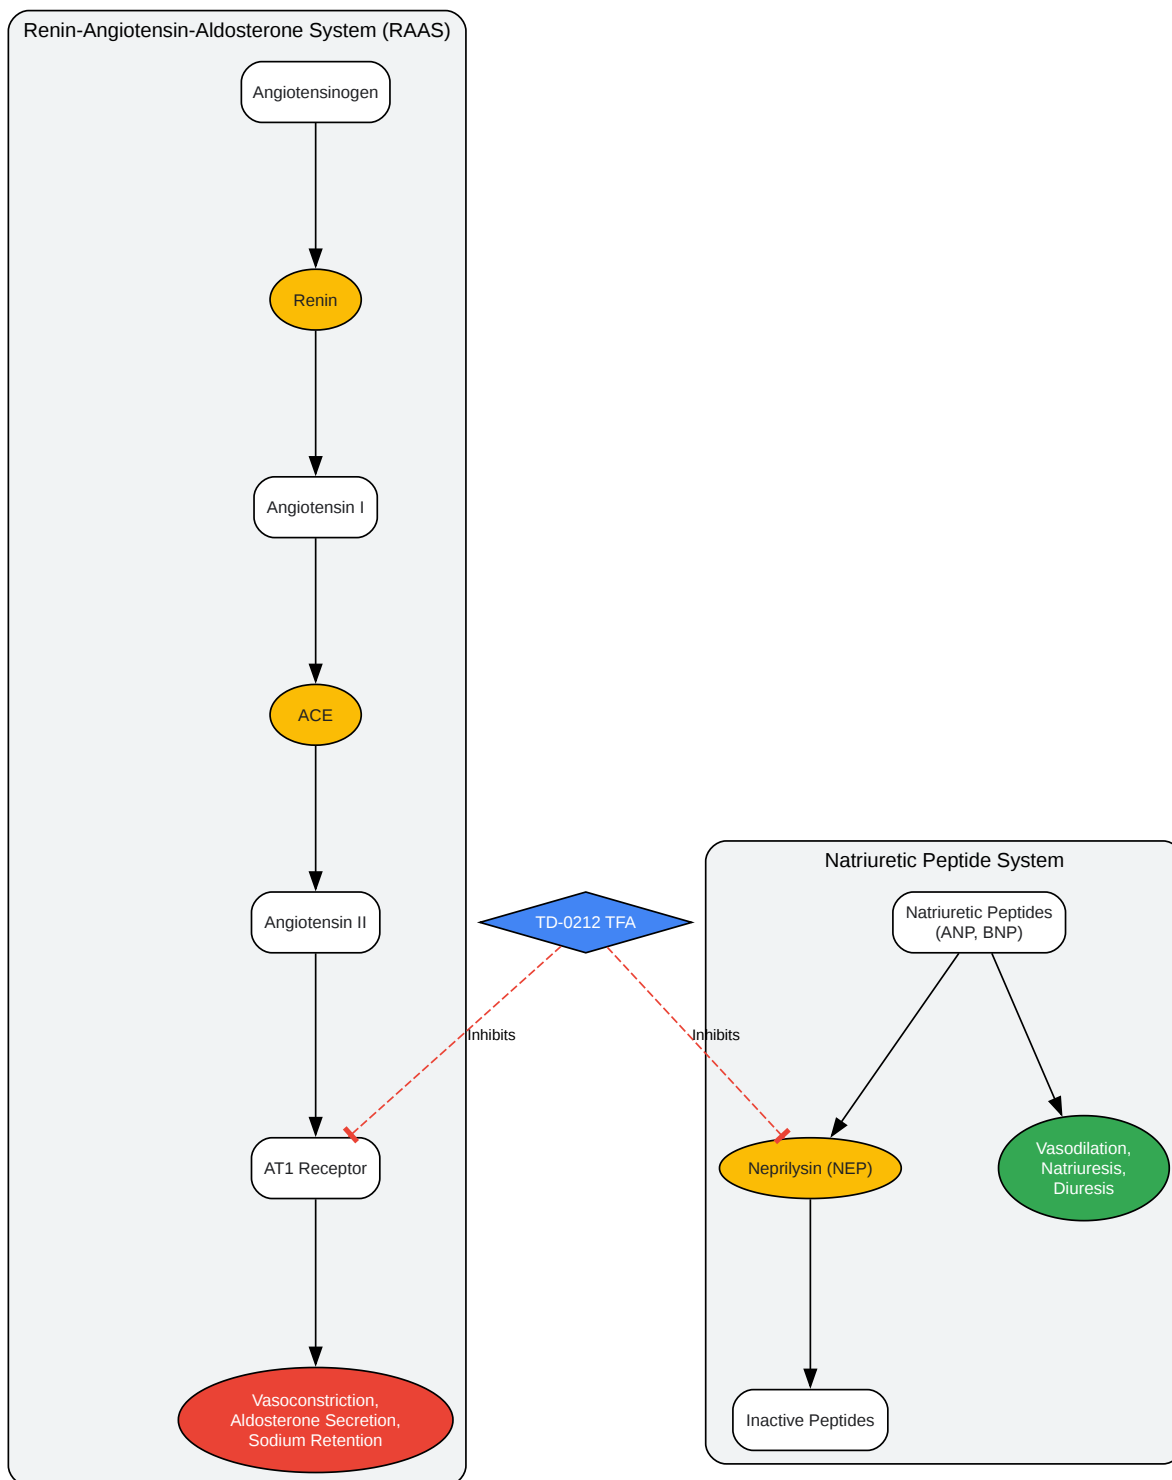 Renin-Angiotensin-Aldosterone System (RAAS)
Angiotensinogen
Renin
Angiotensin I
ACE
Angiotensin II
AT1 Receptor
Vasoconstriction,
Aldosterone Secretion,
Sodium Retention
TD-0212 TFA
Inhibits
Inhibits
Natriuretic Peptide System
Natriuretic Peptides
(ANP, BNP)
Neprilysin (NEP)
Vasodilation,
Natriuresis,
Diuresis
Inactive Peptides